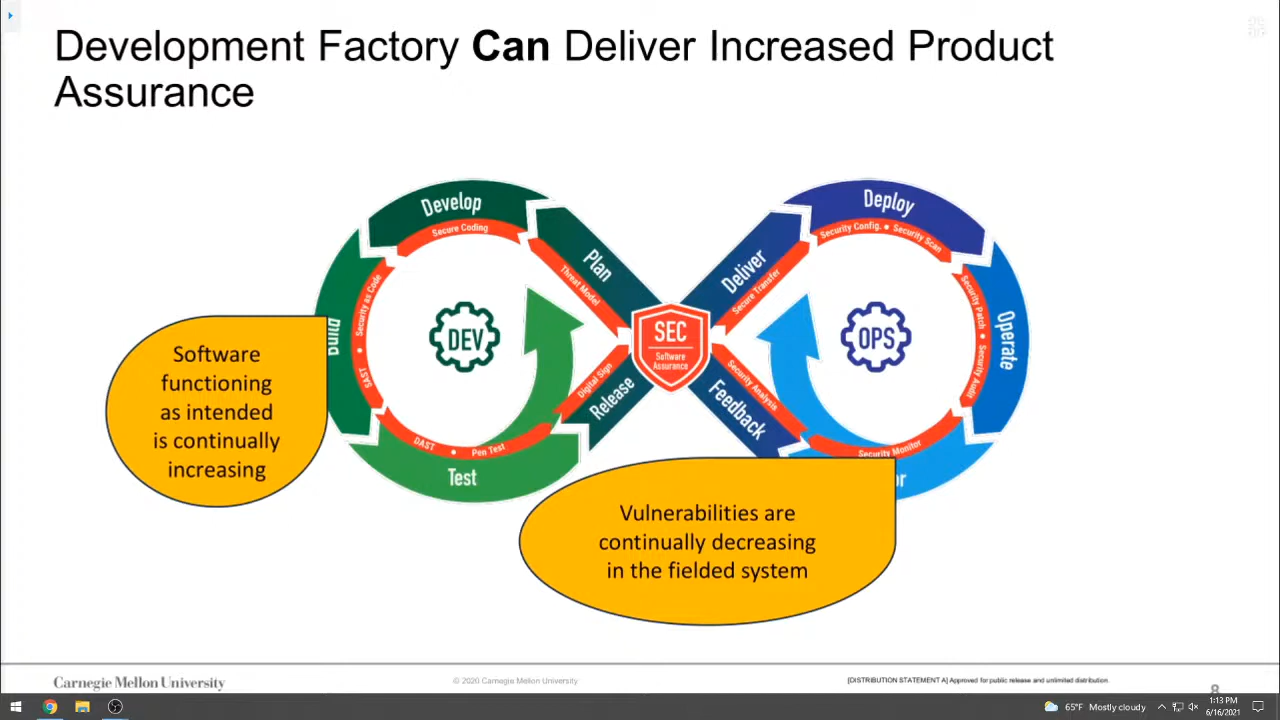 Development Factory Can Deliver Increased Product
Assurance
Develop
Secure Coding
Plan
Threat Model
Build
Security as Code
SAST
DEV
DAST
Pen Test
Test
Digital Sign
Release
SEC
Software
Assurance
Deliver
Secure Transfer
Deploy
Security Config.
Security Scan
Operate
Security Patch
Security Audit
OPS
Security Monitor
Security Analysis
Feedback
Software
functioning
as intended
is continually
increasing
Vulnerabilities are
continually decreasing
in the fielded system
Carnegie Mellon University
© 2020 Carnegie Mellon University
[DISTRIBUTION STATEMENT A] Approved for public release and unlimited distribution.
8
65°F Mostly cloudy
1:13 PM
6/16/2021